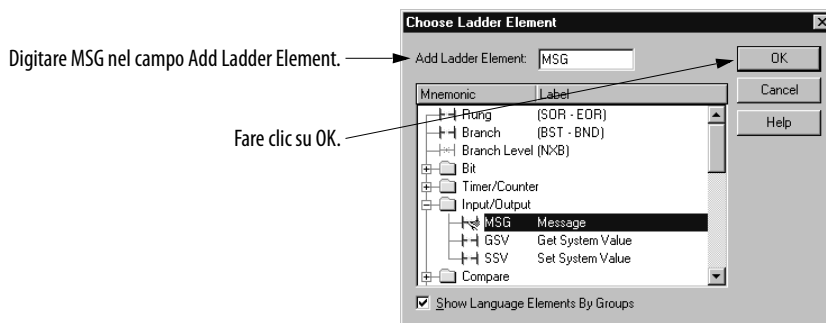 Choose Ladder Element
Digitare MSG nel campo Add Ladder Element.
Add Ladder Element: MSG
OK
Mnemonic Label
Cancel
Rung (SOR - EOR)
Fare clic su OK.
Branch (BST - BND)
Help
Branch Level (NXB)
Bit
Timer/Counter
Input/Output
MSG Message
GSV Get System Value
SSV Set System Value
Compare
Show Language Elements By Groups